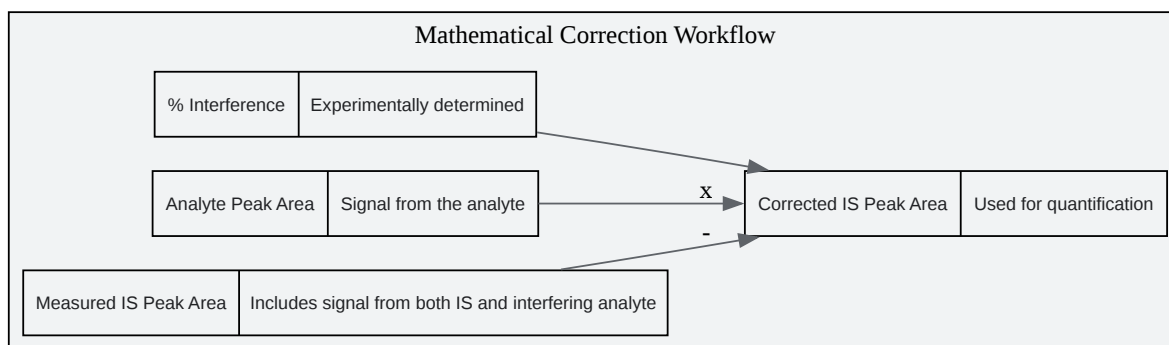 Mathematical Correction Workflow
% Interference Experimentally determined
Analyte Peak Area Signal from the analyte
x
Corrected IS Peak Area Used for quantification
-
Measured IS Peak Area Includes signal from both IS and interfering analyte